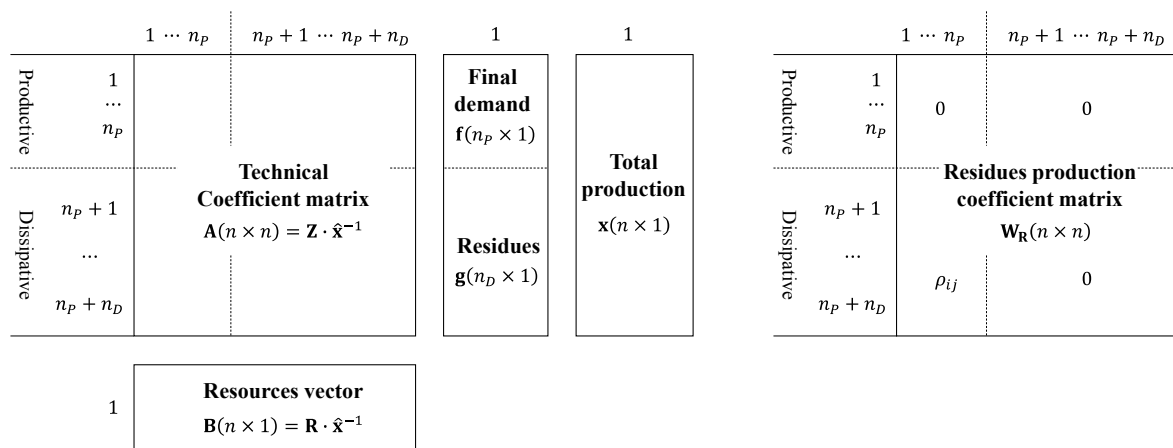 1 ⋯ n_P
n_P + 1 ⋯ n_P + n_D
1
1
Productive
1
⋯
n_P
Dissipative
n_P + 1
⋯
n_P + n_D
Technical
Coefficient matrix
A(n × n) = Z · x̂⁻¹
Final
demand
f(n_P × 1)
Residues
g(n_D × 1)
Total
production
x(n × 1)
1
Resources vector
B(n × 1) = R · x̂⁻¹
1 ⋯ n_P
n_P + 1 ⋯ n_P + n_D
Productive
1
⋯
n_P
0
0
Dissipative
n_P + 1
⋯
n_P + n_D
Residues production
coefficient matrix
W_R(n × n)
ρ_ij
0